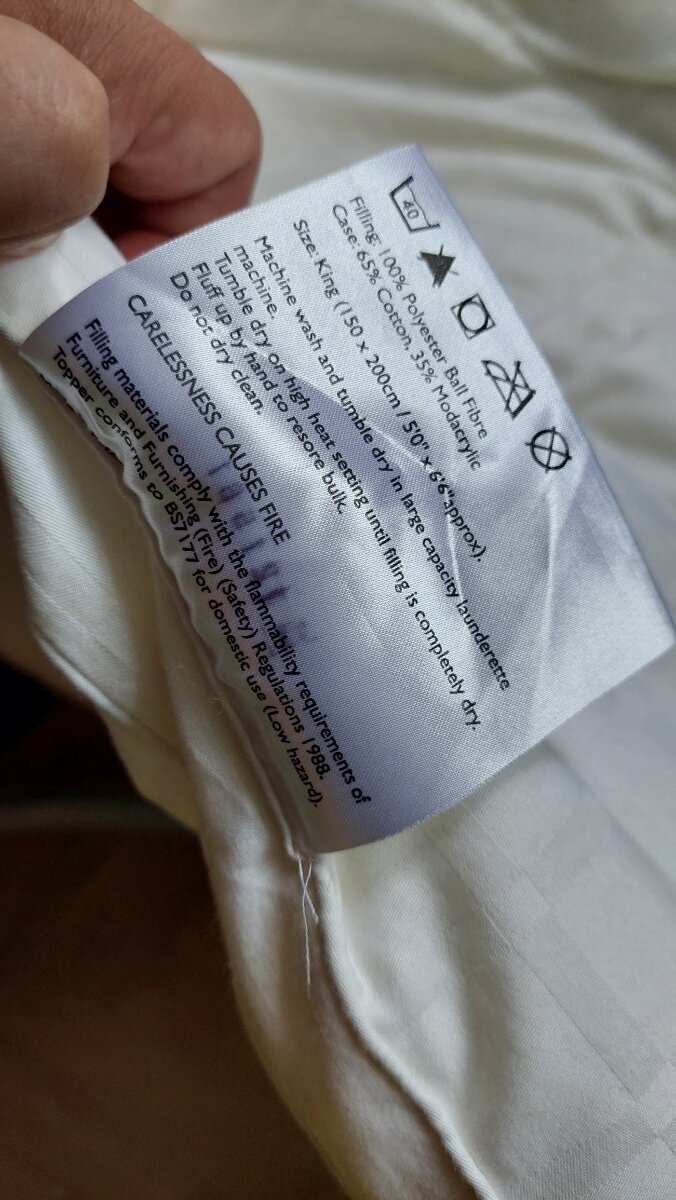 40
Filling: 100% Polyester Ball Fibre
Case: 65% Cotton, 35% Modacrylic
Size: King (150 x 200cm / 5'0" x 6'6"approx).
Machine wash and tumble dry in large capacity launderette
machine.
Tumble dry on high heat setting until filling is completely dry.
Fluff up by hand to resore bulk.
Do not dry clean.
CARELESSNESS CAUSES FIRE
Filling materials comply with the flammability requirements of
Furniture and Furnishing (Fire) (Safety) Regulations 1988.
Topper conforms to BS7177 for domestic use (Low hazard).